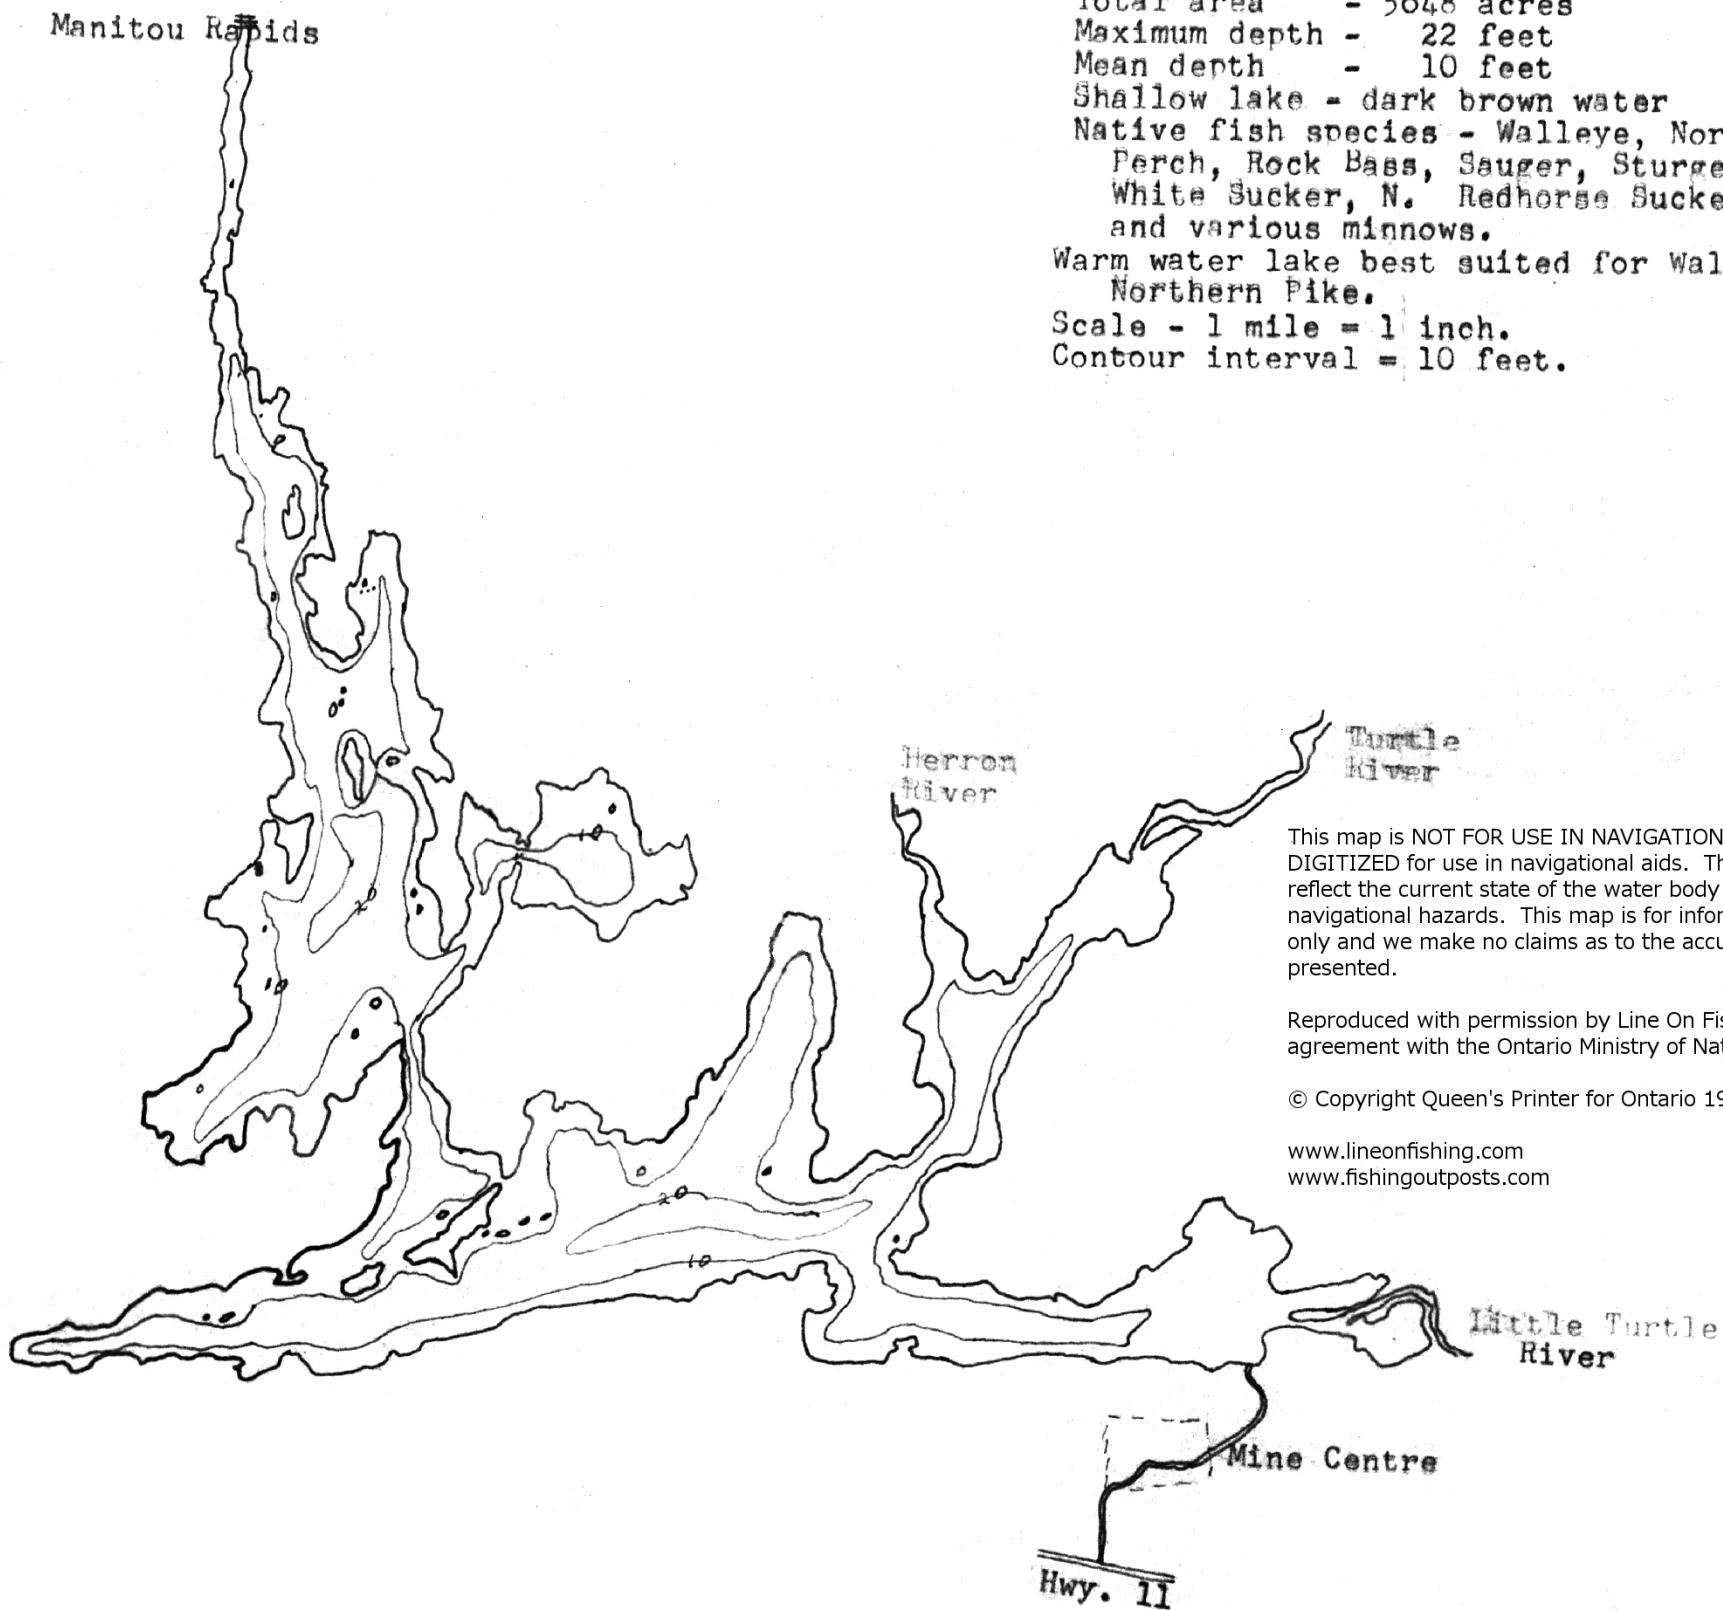 Manitou Rapids
Total area - 5048 acres
Maximum depth - 22 feet
Mean depth - 10 feet
Shallow lake - dark brown water
Native fish species - Walleye, Nor
Perch, Rock Bass, Sauger, Sturge
White Sucker, N. Redhorse Sucke
and various minnows.
Warm water lake best suited for Wal
Northern Pike.
Scale - 1 mile = 1 inch.
Contour interval = 10 feet.
Herron
River
Turtle
River
10
20
10
20
10
This map is NOT FOR USE IN NAVIGATION
DIGITIZED for use in navigational aids. Th
reflect the current state of the water body
navigational hazards. This map is for infor
only and we make no claims as to the accu
presented.
Reproduced with permission by Line On Fis
agreement with the Ontario Ministry of Nat
© Copyright Queen's Printer for Ontario 19
www.lineonfishing.com
www.fishingoutposts.com
Little Turtle
River
Mine Centre
Hwy. 11